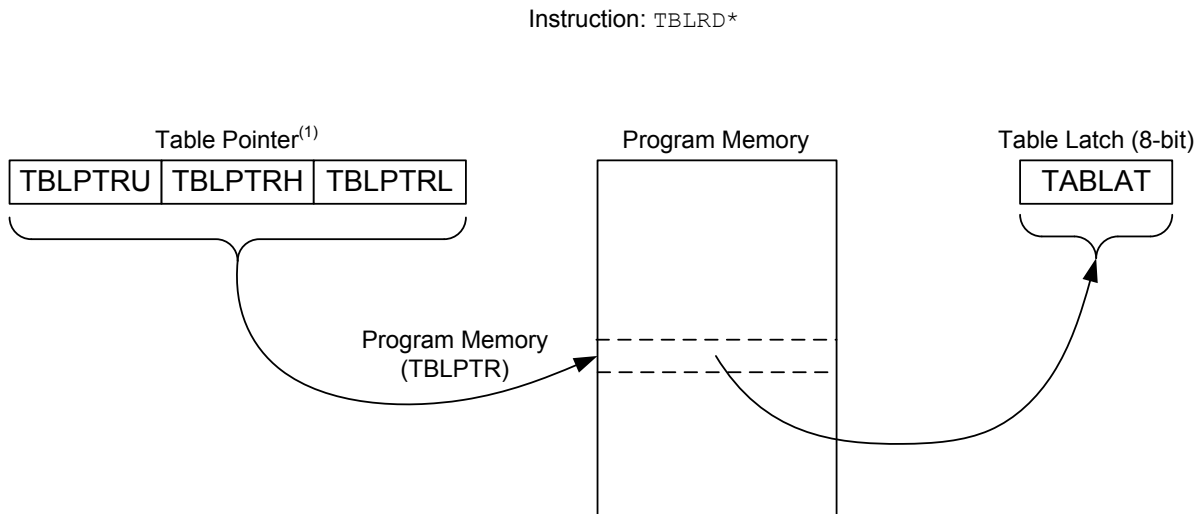 Instruction: TBLRD*
Table Pointer(1)
TBLPTRU TBLPTRH TBLPTRL
Program Memory
Table Latch (8-bit)
TABLAT
Program Memory
(TBLPTR)